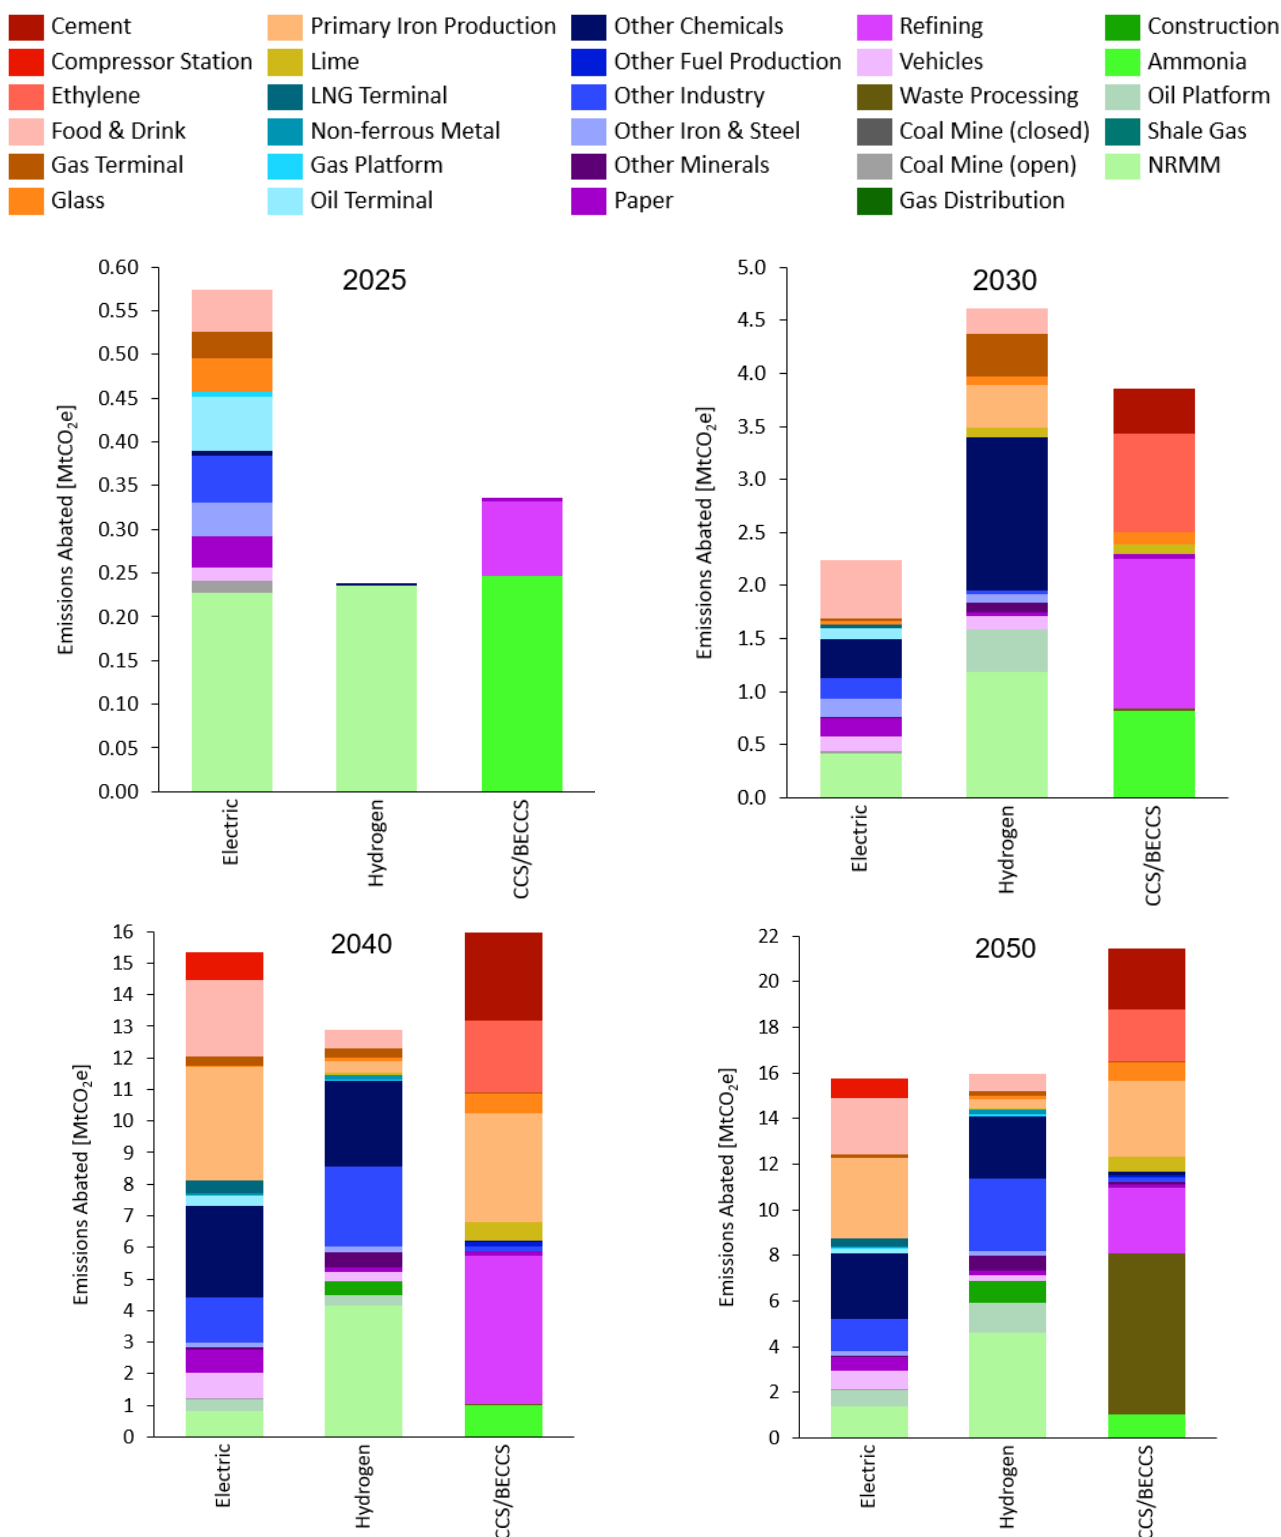 Cement Primary Iron Production Other Chemicals Refining Construction
Compressor Station Lime Other Fuel Production Vehicles Ammonia
Ethylene LNG Terminal Other Industry Waste Processing Oil Platform
Food & Drink Non-ferrous Metal Other Iron & Steel Coal Mine (closed) Shale Gas
Gas Terminal Gas Platform Other Minerals Coal Mine (open) NRMM
Glass Oil Terminal Paper Gas Distribution
2025
Emissions Abated [MtCO₂e]
0.60
0.55
0.50
0.45
0.40
0.35
0.30
0.25
0.20
0.15
0.10
0.05
0.00
Electric
Hydrogen
CCS/BECCS
2030
Emissions Abated [MtCO₂e]
5.0
4.5
4.0
3.5
3.0
2.5
2.0
1.5
1.0
0.5
0.0
Electric
Hydrogen
CCS/BECCS
2040
Emissions Abated [MtCO₂e]
16
15
14
13
12
11
10
9
8
7
6
5
4
3
2
1
0
Electric
Hydrogen
CCS/BECCS
2050
Emissions Abated [MtCO₂e]
22
20
18
16
14
12
10
8
6
4
2
0
Electric
Hydrogen
CCS/BECCS